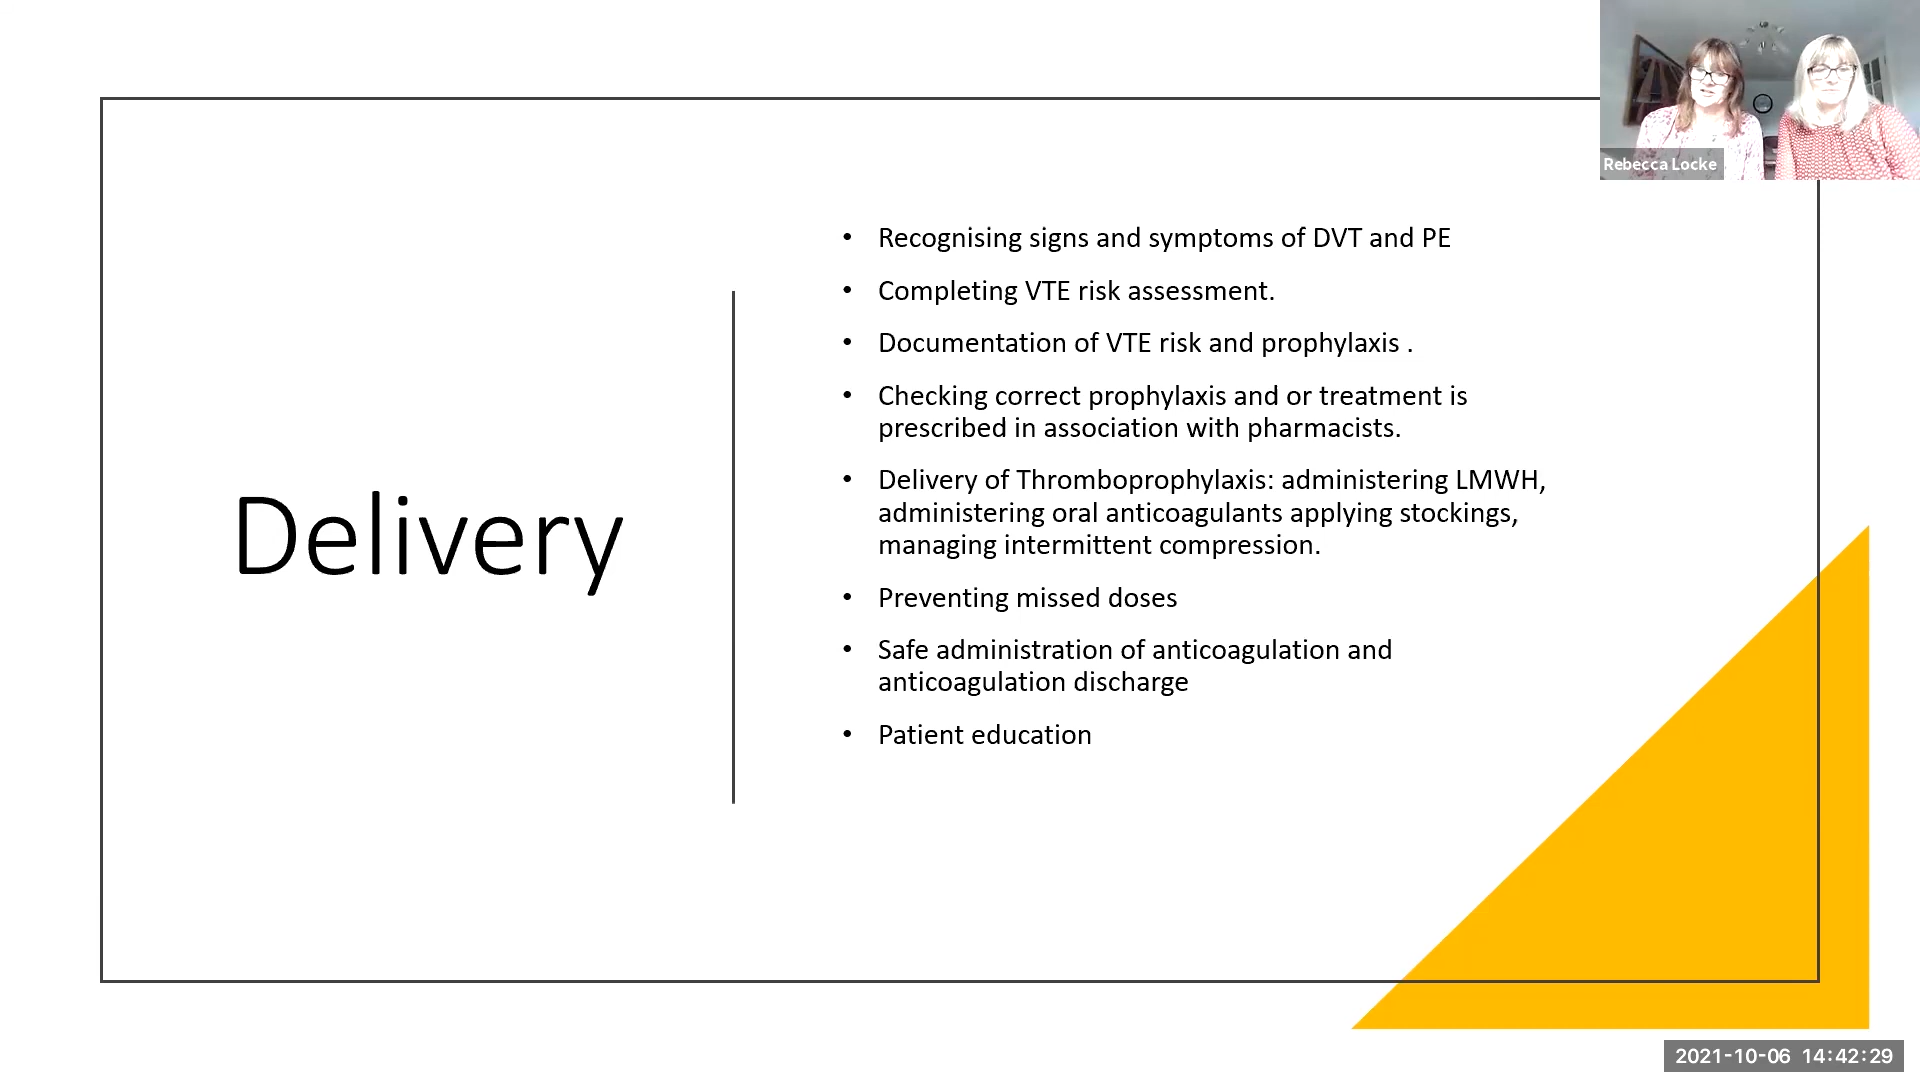 Rebecca Locke
Delivery
• Recognising signs and symptoms of DVT and PE
• Completing VTE risk assessment.
• Documentation of VTE risk and prophylaxis .
• Checking correct prophylaxis and or treatment is
prescribed in association with pharmacists.
• Delivery of Thromboprophylaxis: administering LMWH,
administering oral anticoagulants applying stockings,
managing intermittent compression.
• Preventing missed doses
• Safe administration of anticoagulation and
anticoagulation discharge
• Patient education
2021-10-06 14:42:29